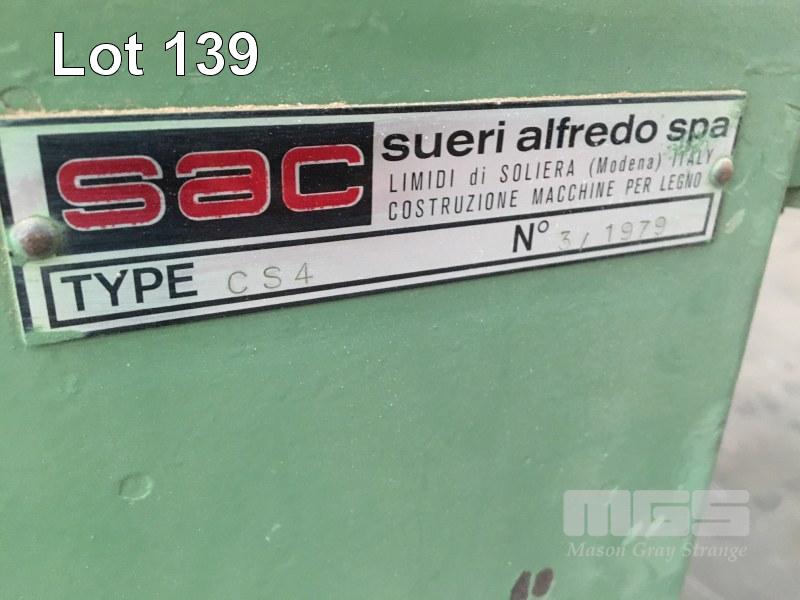 Lot 139
sac
sueri alfredo spa
LIMIDI di SOLIERA (Modena) ITALY
COSTRUZIONE MACCHINE PER LEGNO
TYPE CS4 N° 3/1979
MGS
Mason Gray Strange